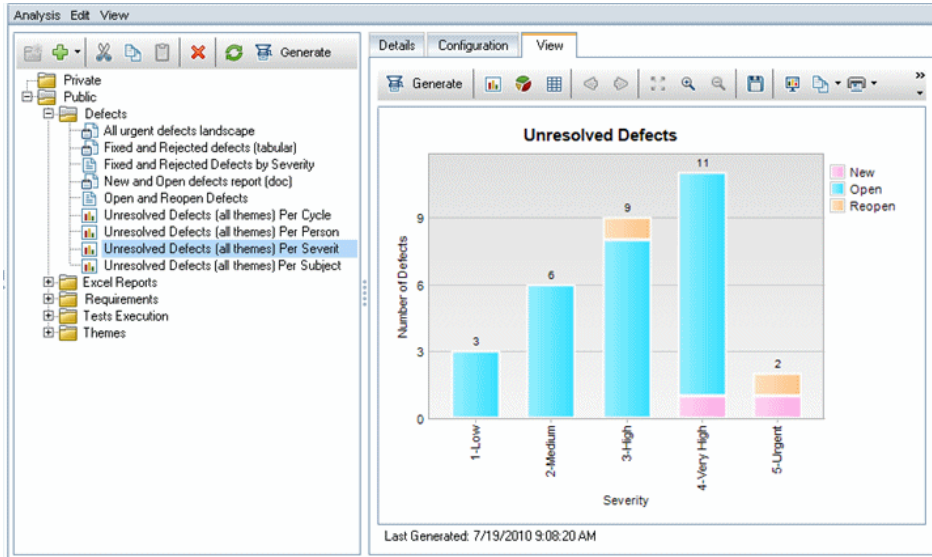 Analysis Edit View
Generate
Private
Public
Defects
All urgent defects landscape
Fixed and Rejected defects (tabular)
Fixed and Rejected Defects by Severity
New and Open defects report (doc)
Open and Reopen Defects
Unresolved Defects (all themes) Per Cycle
Unresolved Defects (all themes) Per Person
Unresolved Defects (all themes) Per Severit
Unresolved Defects (all themes) Per Subject
Excel Reports
Requirements
Tests Execution
Themes
Details Configuration View
Generate
Unresolved Defects
New
Open
Reopen
Number of Defects
9
6
3
0
3
6
9
11
2
1-Low
2-Medium
3-High
4-Very High
5-Urgent
Severity
Last Generated: 7/19/2010 9:08:20 AM